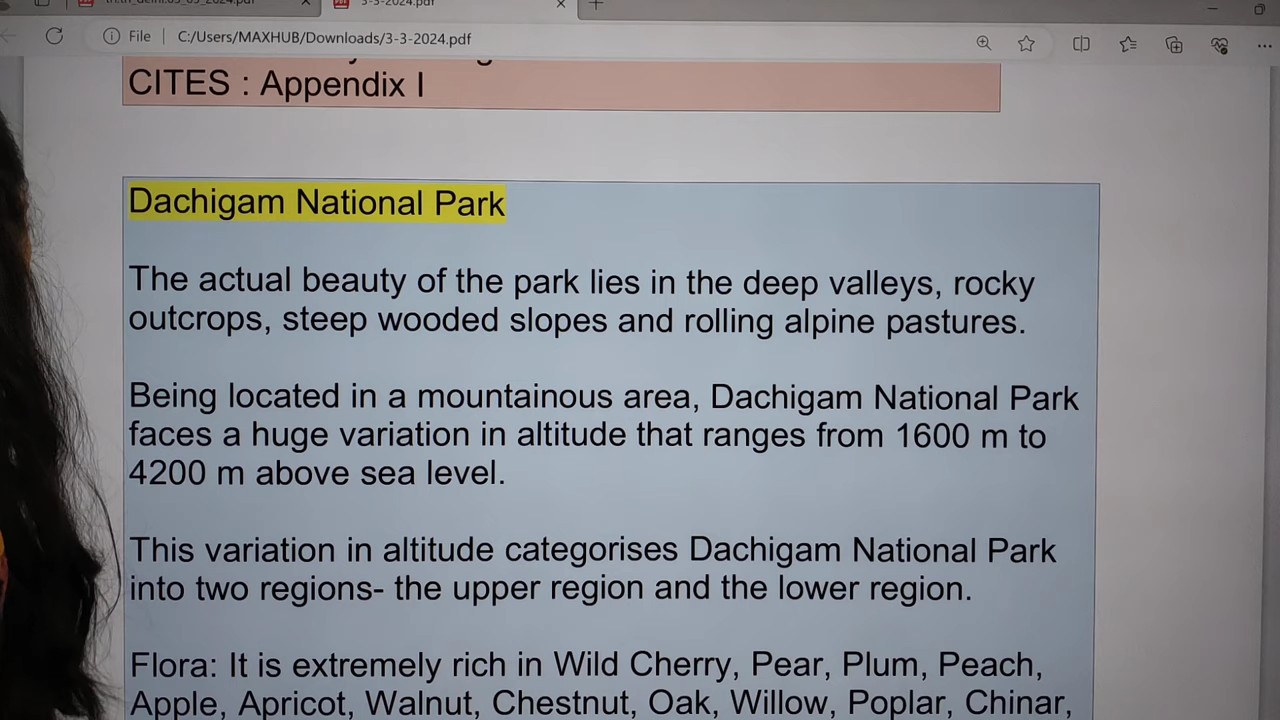 3-3-2024.pdf
File
C:/Users/MAXHUB/Downloads/3-3-2024.pdf
CITES : Appendix I
Dachigam National Park
The actual beauty of the park lies in the deep valleys, rocky
outcrops, steep wooded slopes and rolling alpine pastures.
Being located in a mountainous area, Dachigam National Park
faces a huge variation in altitude that ranges from 1600 m to
4200 m above sea level.
This variation in altitude categorises Dachigam National Park
into two regions- the upper region and the lower region.
Flora: It is extremely rich in Wild Cherry, Pear, Plum, Peach,
Apple, Apricot, Walnut, Chestnut, Oak, Willow, Poplar, Chinar,